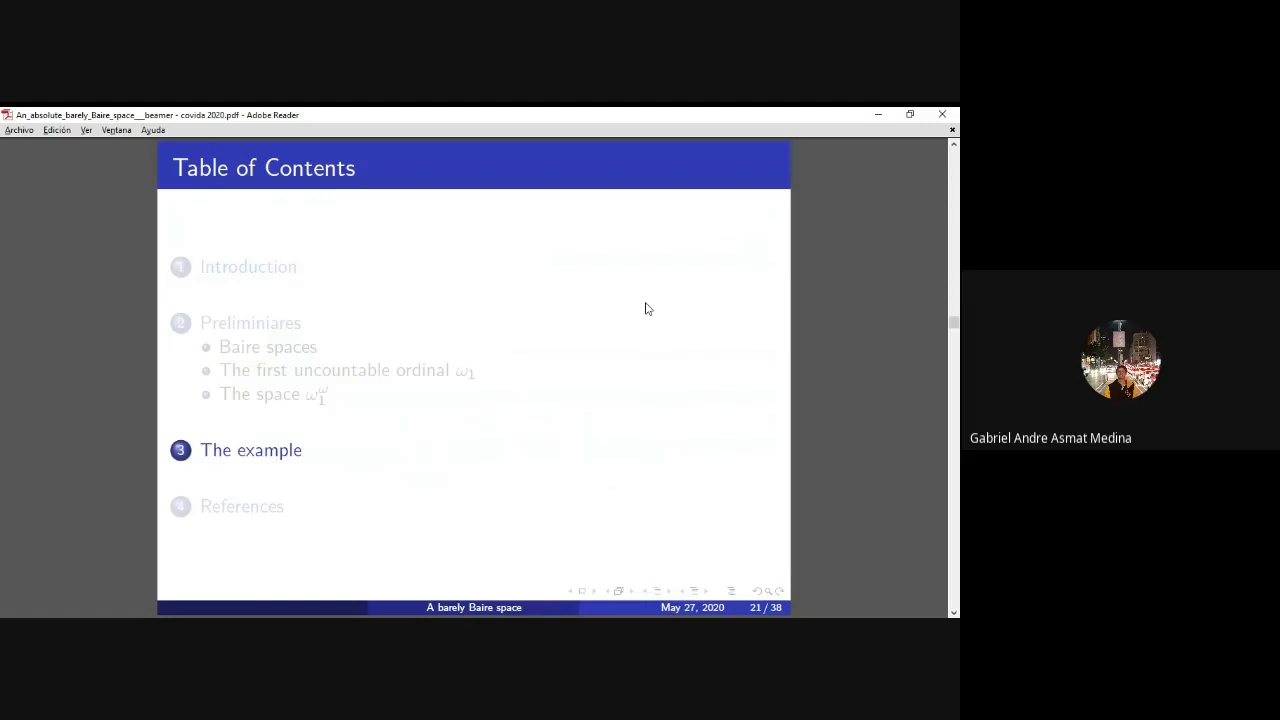 An_absolute_barely_Baire_space__beamer - covida 2020.pdf - Adobe Reader
Archivo Edición Ver Ventana Ayuda
Table of Contents
1 Introduction
2 Preliminiares
Baire spaces
The first uncountable ordinal ω₁
The space ω₁^ω
3 The example
4 References
A barely Baire space May 27, 2020 21 / 38
Gabriel Andre Asmat Medina